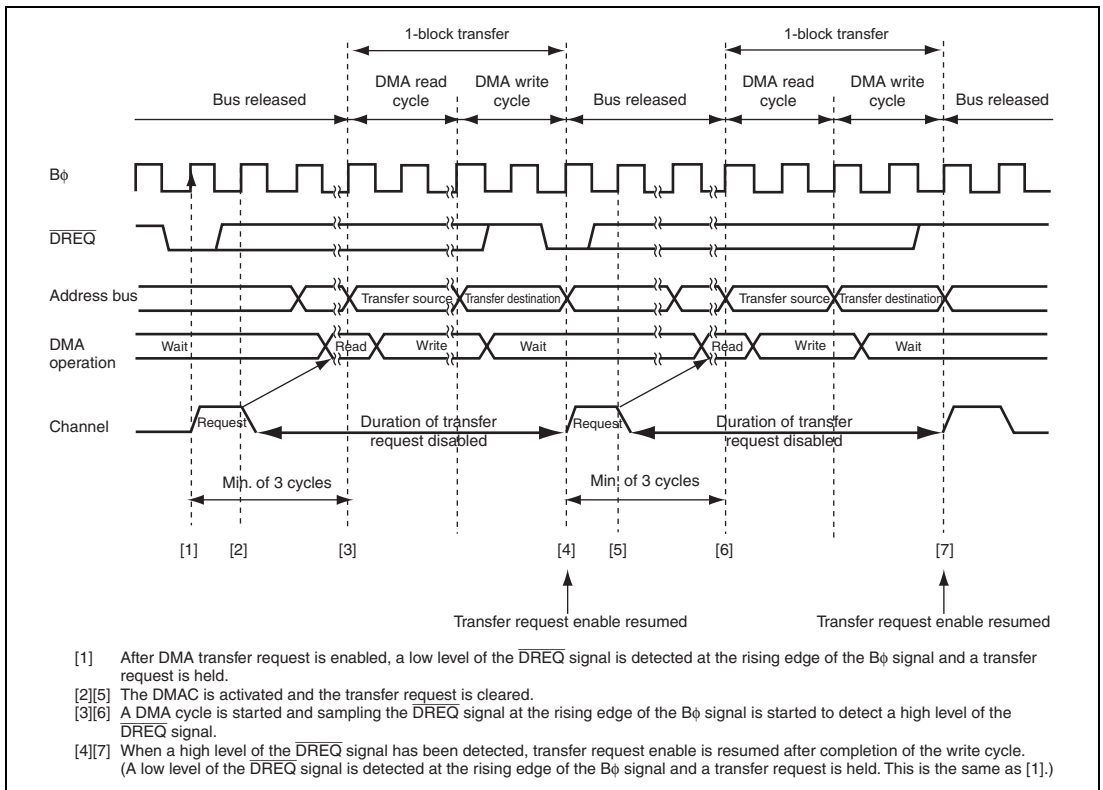 1-block transfer 1-block transfer
DMA read cycle DMA write cycle DMA read cycle DMA write cycle
Bus released Bus released Bus released
Bφ
DREQ
Address bus Transfer source Transfer destination Transfer source Transfer destination
DMA operation Wait Read Write Wait Read Write Wait
Channel Request Duration of transfer request disabled Request Duration of transfer request disabled
Min. of 3 cycles Min. of 3 cycles
[1] [2] [3] [4] [5] [6] [7]
Transfer request enable resumed Transfer request enable resumed
[1] After DMA transfer request is enabled, a low level of the DREQ signal is detected at the rising edge of the Bφ signal and a transfer
request is held.
[2][5] The DMAC is activated and the transfer request is cleared.
[3][6] A DMA cycle is started and sampling the DREQ signal at the rising edge of the Bφ signal is started to detect a high level of the
DREQ signal.
[4][7] When a high level of the DREQ signal has been detected, transfer request enable is resumed after completion of the write cycle.
(A low level of the DREQ signal is detected at the rising edge of the Bφ signal and a transfer request is held. This is the same as [1].)